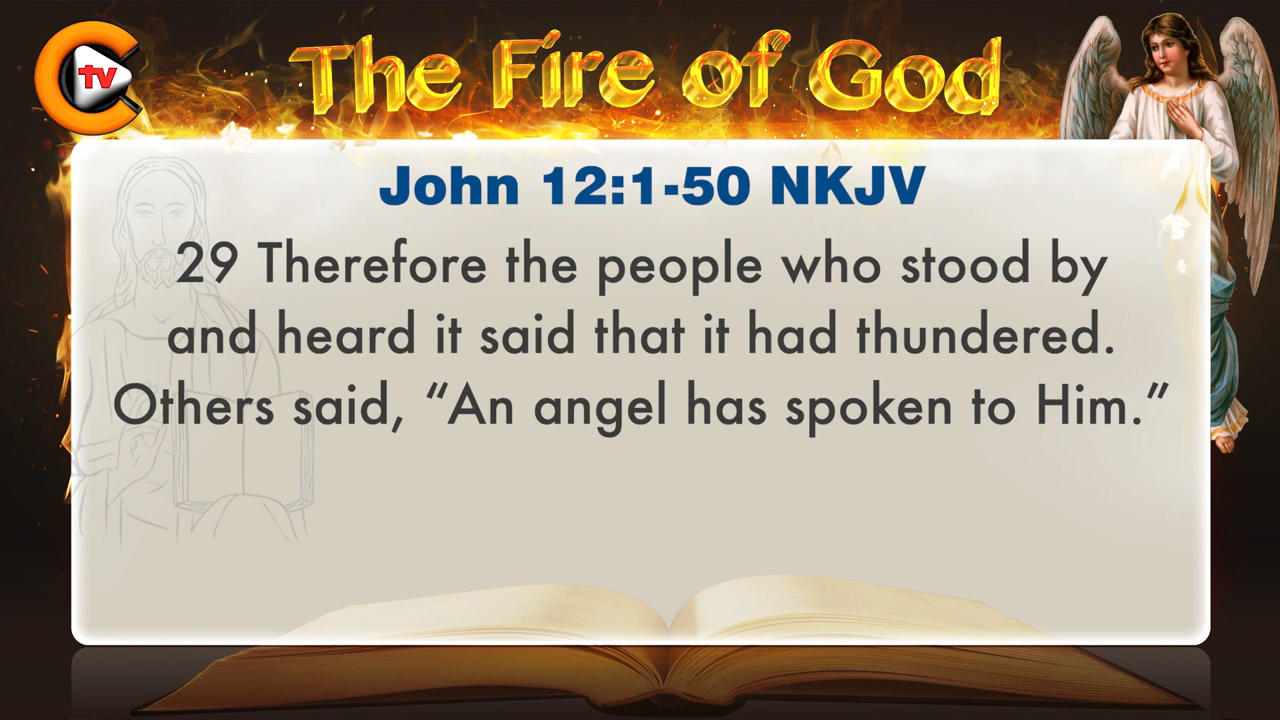 tv
The Fire of God
John 12:1-50 NKJV
29 Therefore the people who stood by
and heard it said that it had thundered.
Others said, “An angel has spoken to Him.”